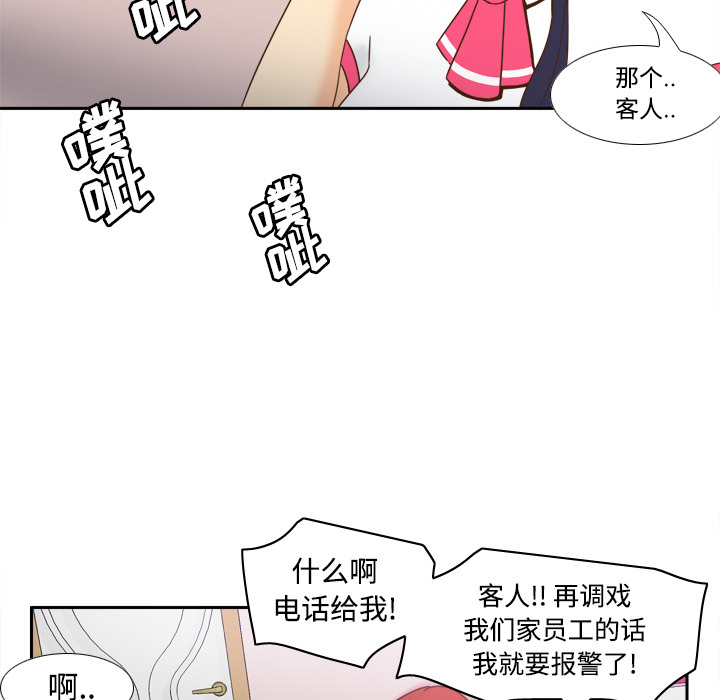 呲
那个..
客人..
噗
呲
噗
呲
什么啊
电话给我!
客人!! 再调戏
我们家员工的话
我就要报警了!
啊..